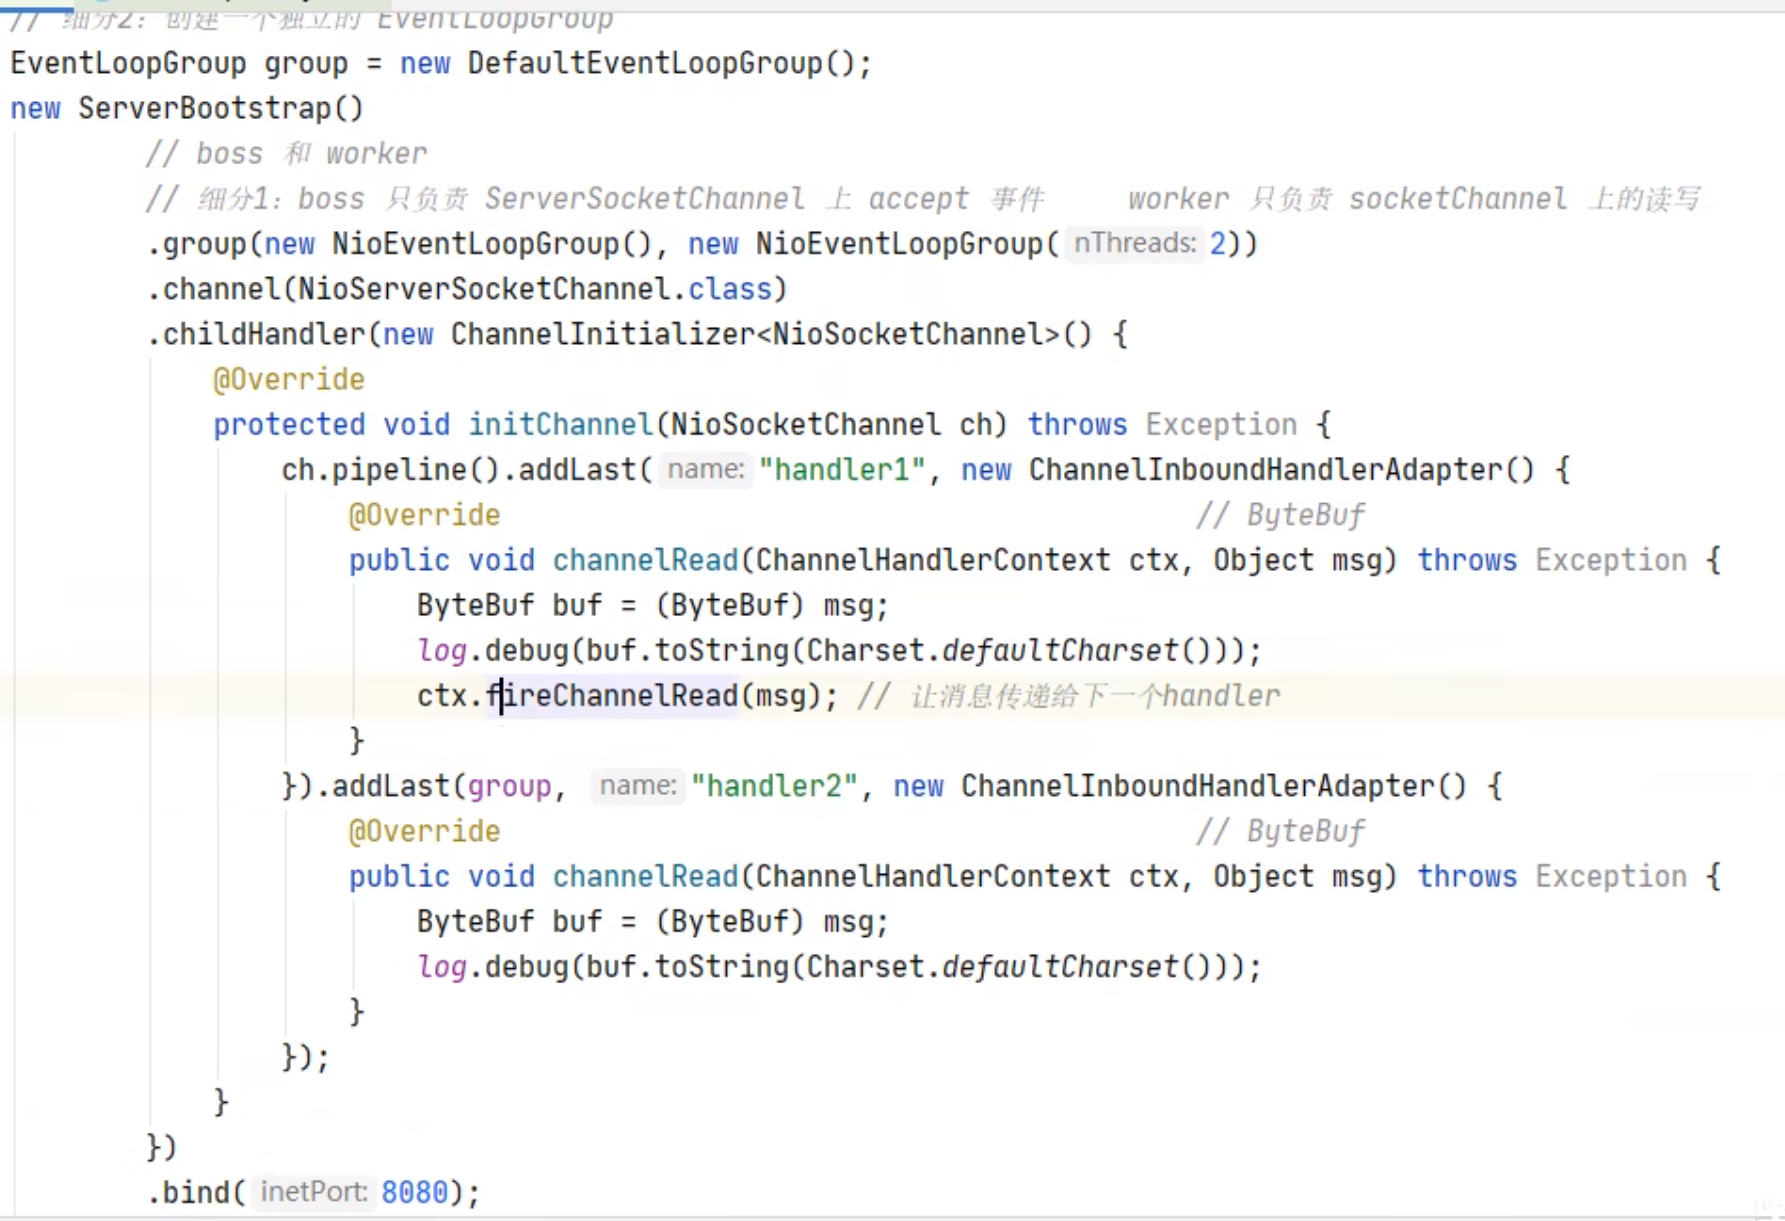 // 细分2：创建一个独立的 EventLoopGroup
EventLoopGroup group = new DefaultEventLoopGroup();
new ServerBootstrap()
// boss 和 worker
// 细分1：boss 只负责 ServerSocketChannel 上 accept 事件     worker 只负责 socketChannel 上的读写
.group(new NioEventLoopGroup(), new NioEventLoopGroup( nThreads: 2))
.channel(NioServerSocketChannel.class)
.childHandler(new ChannelInitializer<NioSocketChannel>() {
@Override
protected void initChannel(NioSocketChannel ch) throws Exception {
ch.pipeline().addLast( name: "handler1", new ChannelInboundHandlerAdapter() {
@Override                                         // ByteBuf
public void channelRead(ChannelHandlerContext ctx, Object msg) throws Exception {
ByteBuf buf = (ByteBuf) msg;
log.debug(buf.toString(Charset.defaultCharset()));
ctx.fireChannelRead(msg); // 让消息传递给下一个handler
}
}).addLast(group, name: "handler2", new ChannelInboundHandlerAdapter() {
@Override                                         // ByteBuf
public void channelRead(ChannelHandlerContext ctx, Object msg) throws Exception {
ByteBuf buf = (ByteBuf) msg;
log.debug(buf.toString(Charset.defaultCharset()));
}
});
}
})
.bind( inetPort: 8080);